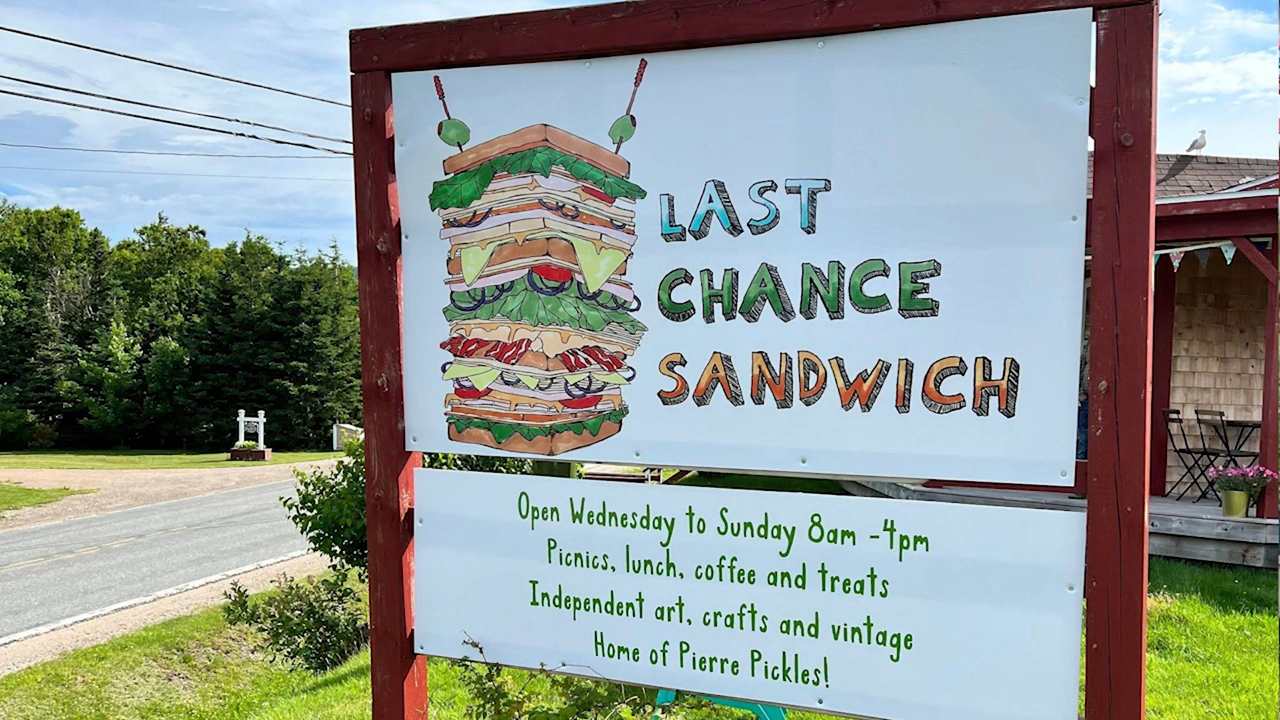 LAST
CHANCE
SANDWICH
Open Wednesday to Sunday 8am -4pm
Picnics, lunch, coffee and treats
Independent art, crafts and vintage
Home of Pierre Pickles!